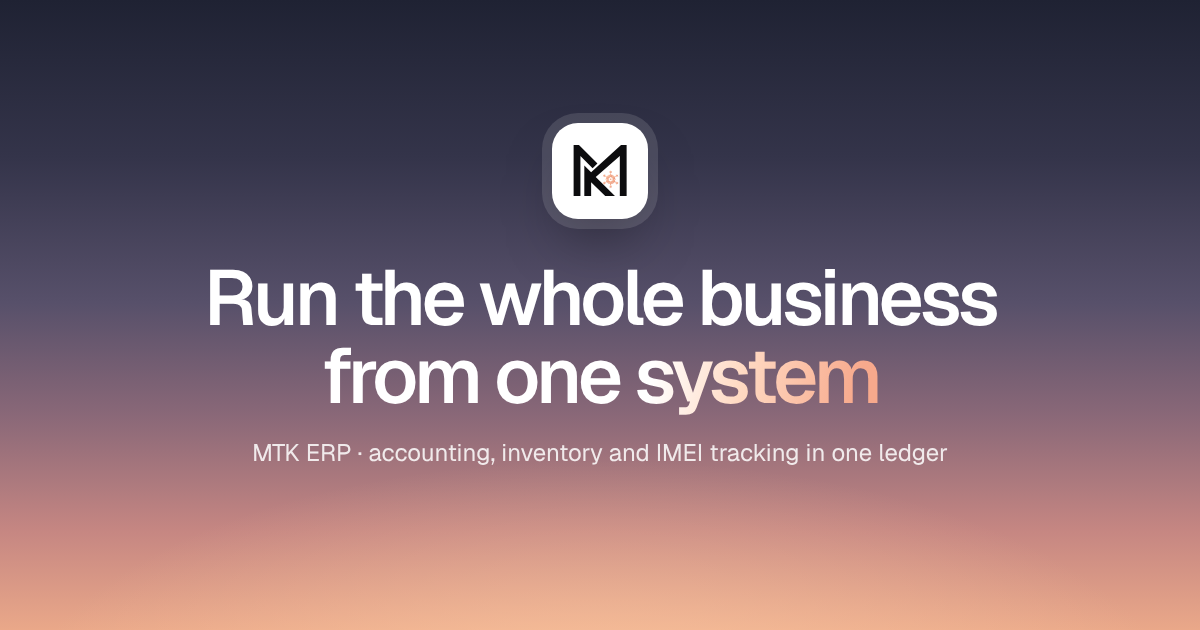 MK
Run the whole business
from one system
MTK ERP · accounting, inventory and IMEI tracking in one ledger